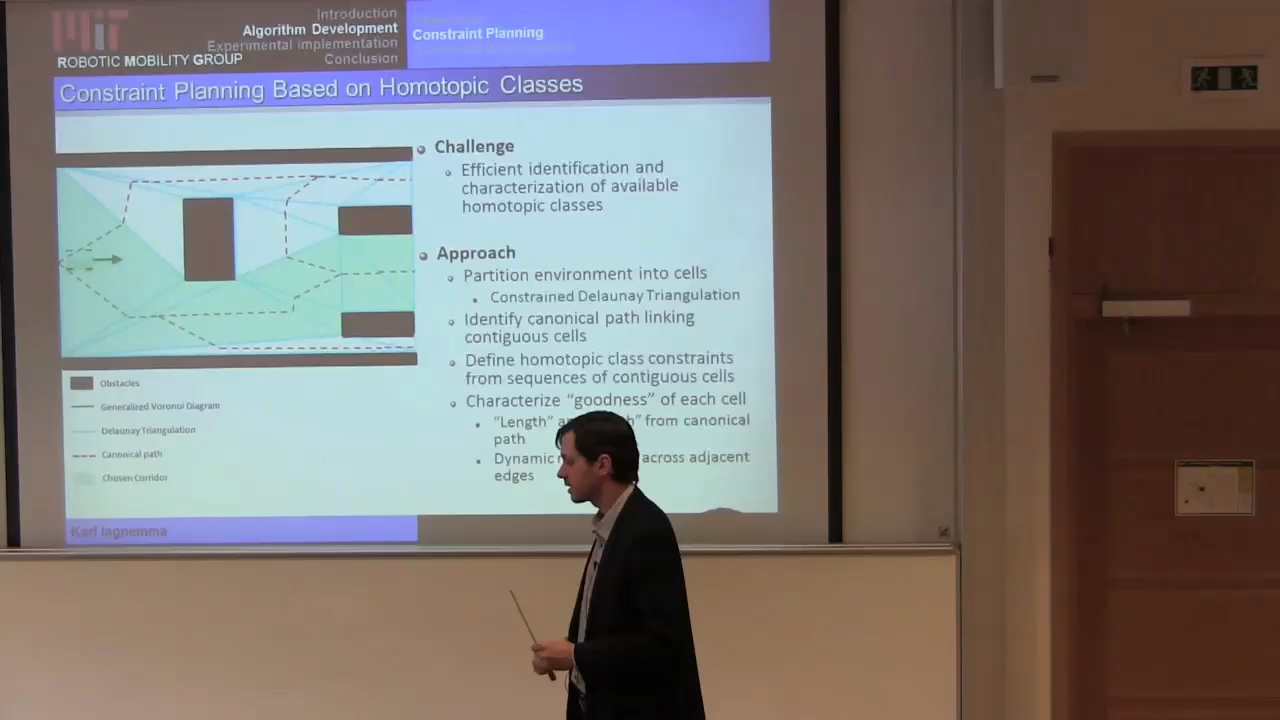 MIT
ROBOTIC MOBILITY GROUP
Introduction
Algorithm Development
Experimental Implementation
Conclusion
Constraint Planning
Constraint Planning Based on Homotopic Classes
Challenge
Efficient identification and
characterization of available
homotopic classes
Approach
Partition environment into cells
Constrained Delaunay Triangulation
Identify canonical path linking
contiguous cells
Define homotopic class constraints
from sequences of contiguous cells
Characterize “goodness” of each cell
“Length” from canonical
path
Dynamic across adjacent
edges
Obstacles
Generalized Voronoi Diagram
Delaunay Triangulation
Canonical path
Chosen Corridor
Karl Iagnemma